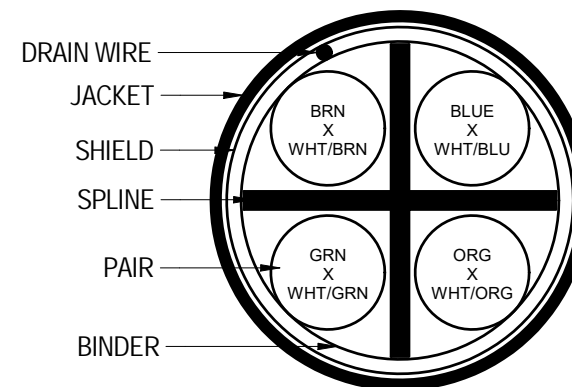 DRAIN WIRE
JACKET
SHIELD
SPLINE
PAIR
BINDER
BRN
X
WHT/BRN
BLUE
X
WHT/BLU
GRN
X
WHT/GRN
ORG
X
WHT/ORG